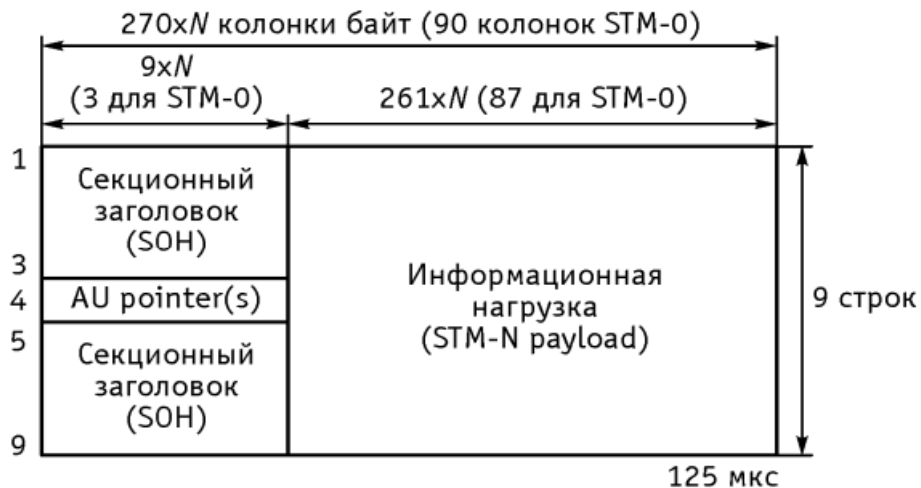 270xN колонки байт (90 колонок STM-0)
9xN
(3 для STM-0)
261xN (87 для STM-0)
1
Секционный
заголовок
(SOH)
3
4
AU pointer(s)
5
Секционный
заголовок
(SOH)
9
Информационная
нагрузка
(STM-N payload)
9 строк
125 мкс